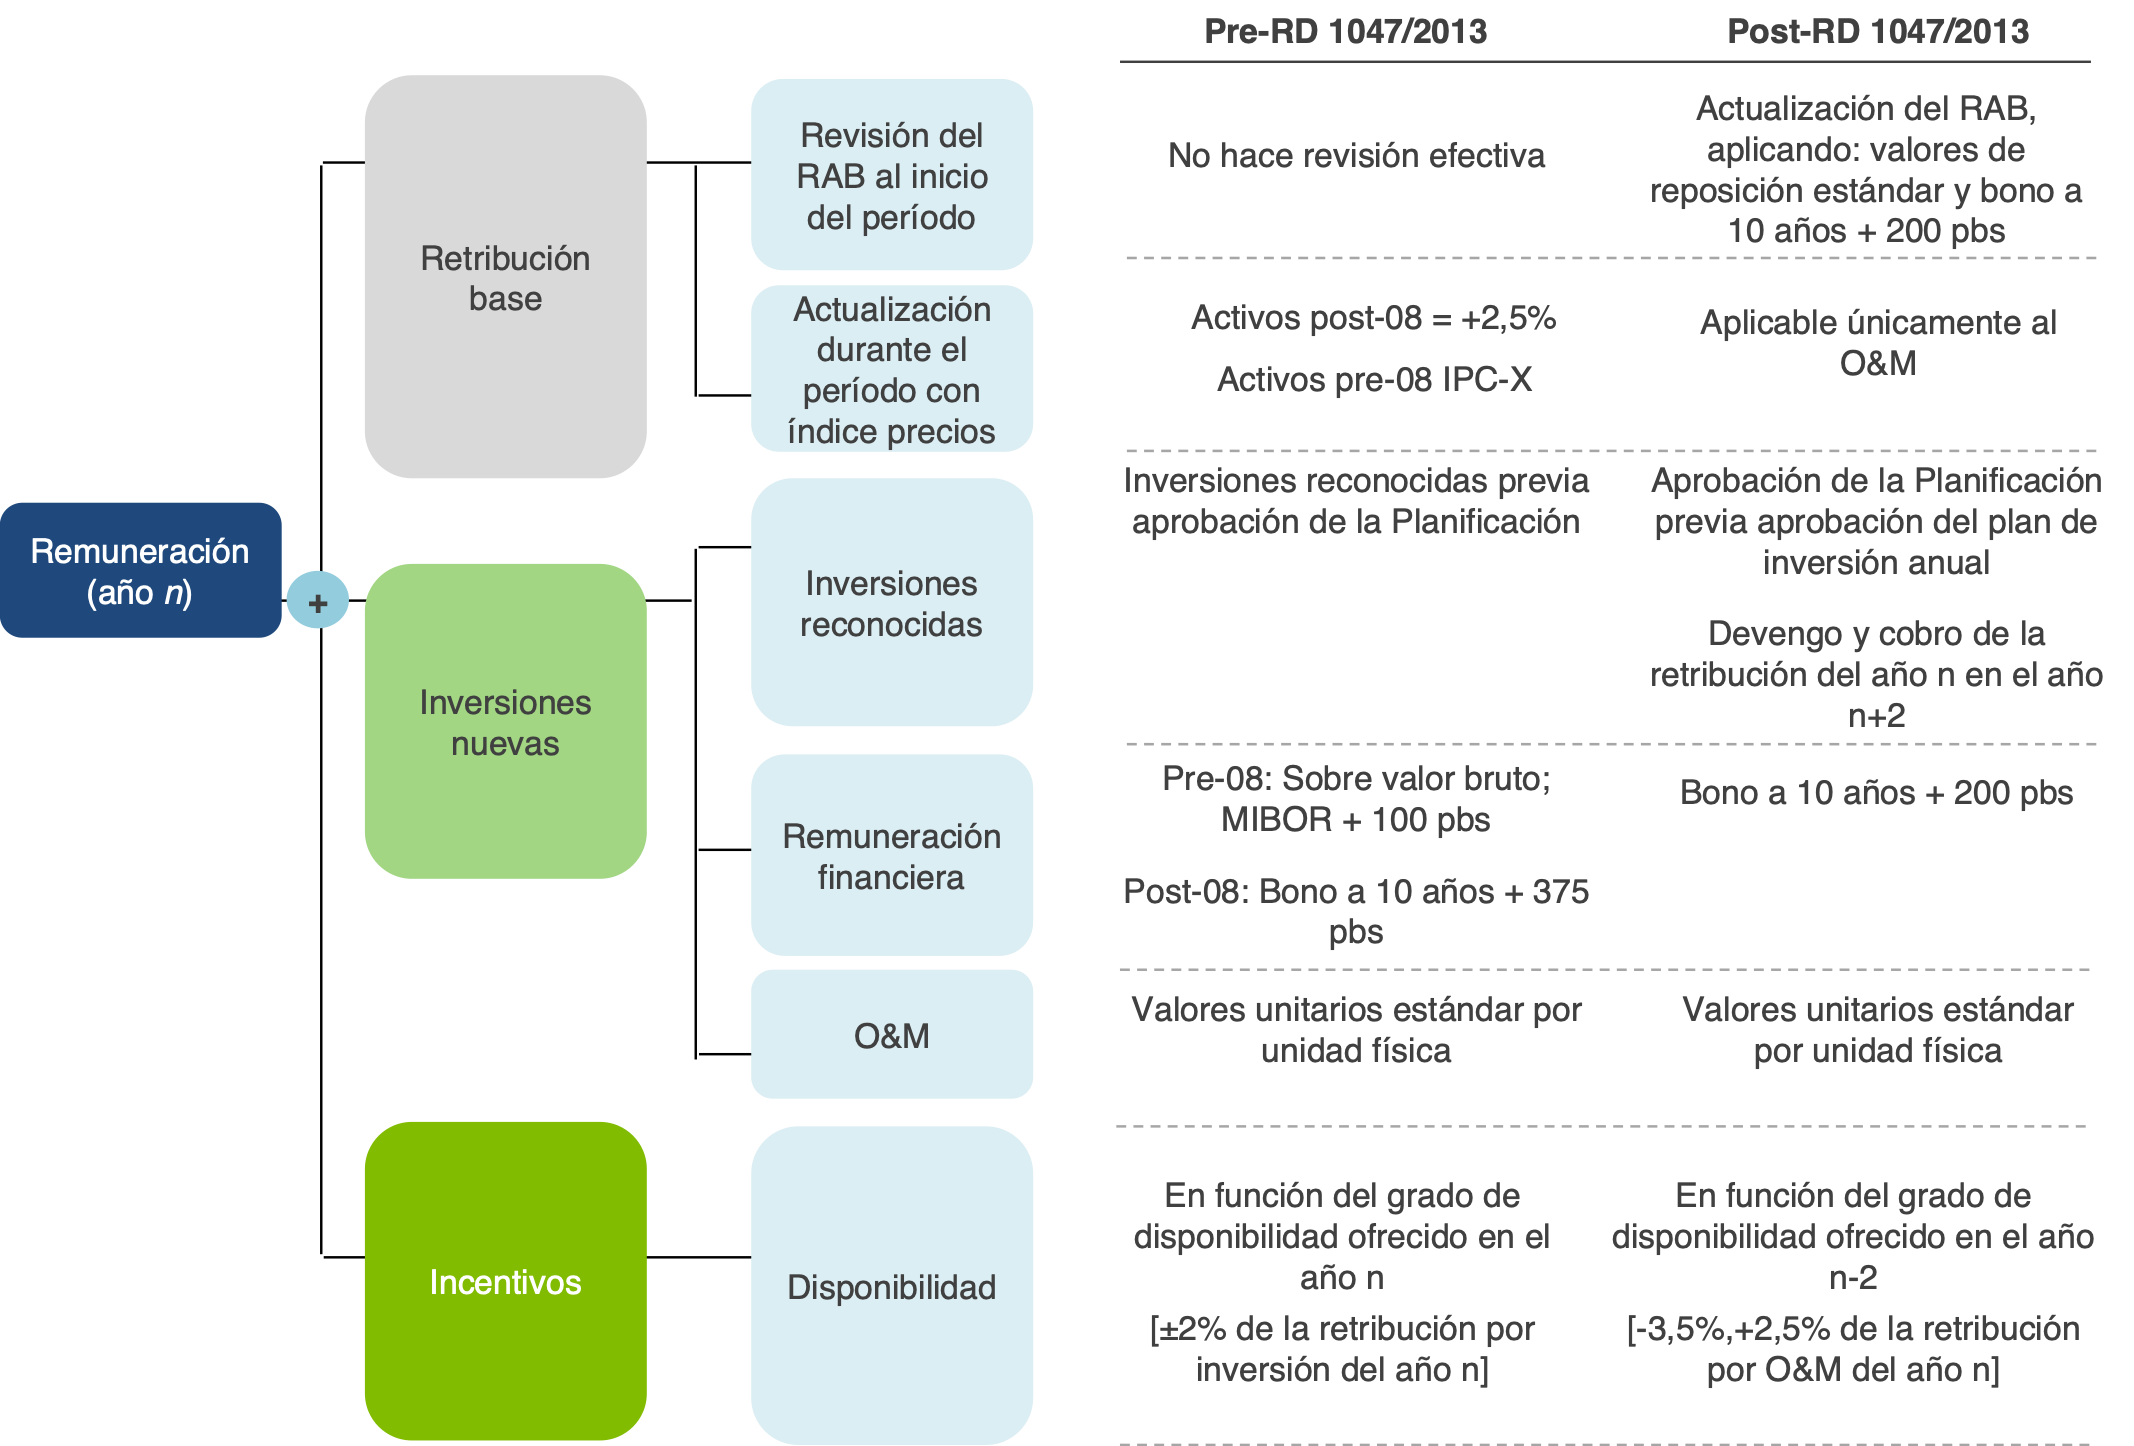 Pre-RD 1047/2013
Post-RD 1047/2013
Remuneración
(año n)
+
Retribución
base
Revisión del
RAB al inicio
del período
No hace revisión efectiva
Actualización del RAB,
aplicando: valores de
reposición estándar y bono a
10 años + 200 pbs
Actualización
durante el
período con
índice precios
Activos post-08 = +2,5%
Activos pre-08 IPC-X
Aplicable únicamente al
O&M
Inversiones
nuevas
Inversiones
reconocidas
Inversiones reconocidas previa
aprobación de la Planificación
Aprobación de la Planificación
previa aprobación del plan de
inversión anual
Devengo y cobro de la
retribución del año n en el año
n+2
Remuneración
financiera
Pre-08: Sobre valor bruto;
MIBOR + 100 pbs
Post-08: Bono a 10 años + 375
pbs
Bono a 10 años + 200 pbs
O&M
Valores unitarios estándar por
unidad física
Valores unitarios estándar
por unidad física
Incentivos
Disponibilidad
En función del grado de
disponibilidad ofrecido en el
año n
[±2% de la retribución por
inversión del año n]
En función del grado de
disponibilidad ofrecido en el año
n-2
[-3,5%,+2,5% de la retribución
por O&M del año n]